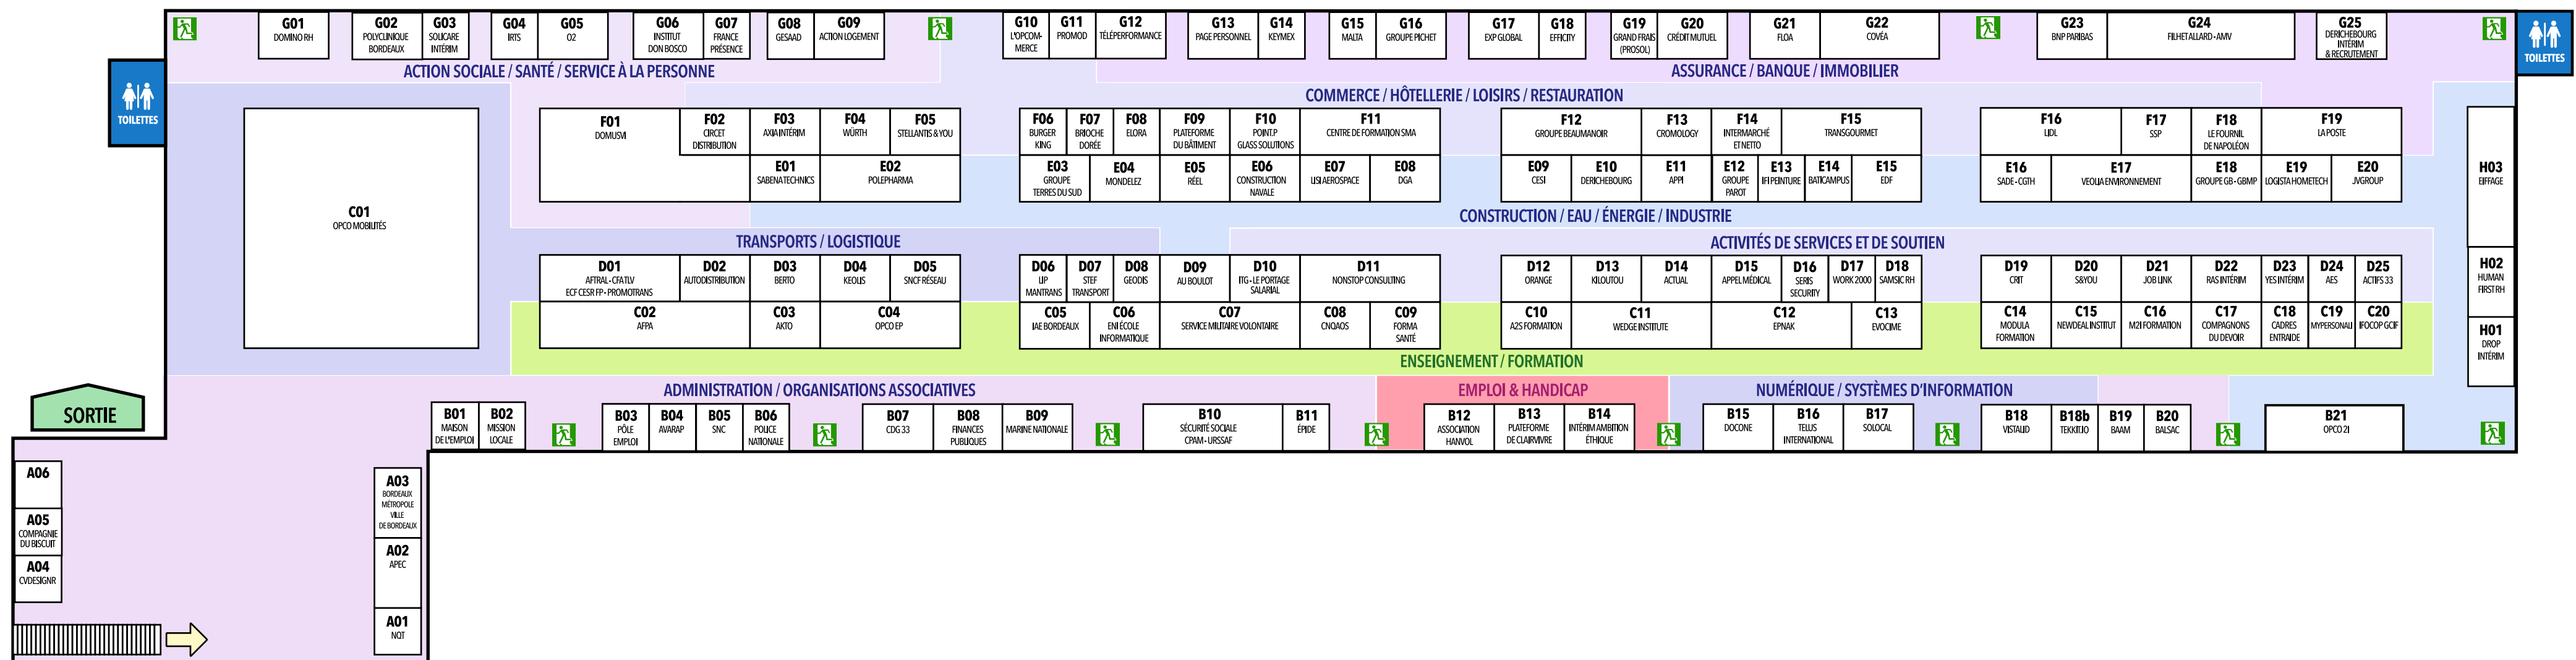 G01
DOMINO RH
G02
POLYCLINIQUE
BORDEAUX
G03
SOLICARE
INTÉRIM
G04
IRTS
G05
O2
G06
INSTITUT
DON BOSCO
G07
FRANCE
PRÉSENCE
G08
GESAAD
G09
ACTION LOGEMENT
G10
L'OPCOM-
MERCE
G11
PROMOD
G12
TÉLÉPERFORMANCE
G13
PAGE PERSONNEL
G14
KEYMEX
G15
MALTA
G16
GROUPE PICHET
G17
EXP GLOBAL
G18
EFFICITY
G19
GRAND FRAIS
(PROSOL)
G20
CRÉDIT MUTUEL
G21
FLOA
G22
COVÉA
G23
BNP PARIBAS
G24
FILHET ALLARD - AMV
G25
DERICHEBOURG
INTÉRIM
& RECRUTEMENT
TOILETTES
TOILETTES
ACTION SOCIALE / SANTÉ / SERVICE À LA PERSONNE
ASSURANCE / BANQUE / IMMOBILIER
COMMERCE / HÔTELLERIE / LOISIRS / RESTAURATION
F01
DOMUSVI
F02
CIRCET
DISTRIBUTION
F03
AXIA INTÉRIM
F04
WÜRTH
F05
STELLANTIS & YOU
F06
BURGER
KING
F07
BRIOCHE
DORÉE
F08
ELORA
F09
PLATEFORME
DU BÂTIMENT
F10
POINT.P
GLASS SOLUTIONS
F11
CENTRE DE FORMATION SMA
F12
GROUPE BEAUMANOIR
F13
CROMOLOGY
F14
INTERMARCHÉ
ET NETTO
F15
TRANSGOURMET
F16
LIDL
F17
SSP
F18
LE FOURNIL
DE NAPOLÉON
F19
LA POSTE
E01
SABENA TECHNICS
E02
POLEPHARMA
E03
GROUPE
TERRES DU SUD
E04
MONDELEZ
E05
RÉEL
E06
CONSTRUCTION
NAVALE
E07
LISI AEROSPACE
E08
DGA
E09
CESI
E10
DERICHEBOURG
E11
APPI
E12
GROUPE
PAROT
E13
IFI PEINTURE
E14
BATICAMPUS
E15
EDF
E16
SADE - CGTH
E17
VEOLIA ENVIRONNEMENT
E18
GROUPE GB - GBMP
E19
LOGISTA HOMETECH
E20
JVGROUP
H03
EIFFAGE
H02
HUMAN
FIRST RH
H01
DROP
INTÉRIM
C01
OPCO MOBILITÉS
CONSTRUCTION / EAU / ÉNERGIE / INDUSTRIE
TRANSPORTS / LOGISTIQUE
ACTIVITÉS DE SERVICES ET DE SOUTIEN
D01
AFTRAL - CFA TLV
ECF CESR FP - PROMOTRANS
D02
AUTODISTRIBUTION
D03
BERTO
D04
KEOLIS
D05
SNCF RÉSEAU
D06
LIP
MANTRANS
D07
STEF
TRANSPORT
D08
GEODIS
D09
AU BOULOT
D10
ITG - LE PORTAGE
SALARIAL
D11
NONSTOP CONSULTING
D12
ORANGE
D13
KILOUTOU
D14
ACTUAL
D15
APPEL MÉDICAL
D16
SERIS
SECURITY
D17
WORK 2000
D18
SAMSIC RH
D19
CRIT
D20
S&YOU
D21
JOB LINK
D22
RAS INTÉRIM
D23
YES INTÉRIM
D24
AES
D25
ACTIFS 33
C02
AFPA
C03
AKTO
C04
OPCO EP
C05
IAE BORDEAUX
C06
ENI ÉCOLE
INFORMATIQUE
C07
SERVICE MILITAIRE VOLONTAIRE
C08
CNQAOS
C09
FORMA
SANTÉ
C10
A2S FORMATION
C11
WEDGE INSTITUTE
C12
EPNAK
C13
EVOCIME
C14
MODULA
FORMATION
C15
NEWDEAL INSTITUT
C16
M2I FORMATION
C17
COMPAGNONS
DU DEVOIR
C18
CADRES
ENTRAIDE
C19
MYPERSONALI
C20
IFOCOP GCIF
ENSEIGNEMENT / FORMATION
ADMINISTRATION / ORGANISATIONS ASSOCIATIVES
EMPLOI & HANDICAP
NUMÉRIQUE / SYSTÈMES D'INFORMATION
SORTIE
B01
MAISON
DE L'EMPLOI
B02
MISSION
LOCALE
B03
PÔLE
EMPLOI
B04
AVARAP
B05
SNC
B06
POLICE
NATIONALE
B07
CDG 33
B08
FINANCES
PUBLIQUES
B09
MARINE NATIONALE
B10
SÉCURITÉ SOCIALE
CPAM - URSSAF
B11
ÉPIDE
B12
ASSOCIATION
HANVOL
B13
PLATEFORME
DE CLAIRVIVRE
B14
INTÉRIM AMBITION
ÉTHIQUE
B15
DOCONE
B16
TELUS
INTERNATIONAL
B17
SOLOCAL
B18
VISTALID
B18b
TEKKIT.IO
B19
BAAM
B20
BALSAC
B21
OPCO 2I
A06
A05
COMPAGNIE
DU BISCUIT
A04
CVDESIGNR
A03
BORDEAUX
MÉTROPOLE
VILLE
DE BORDEAUX
A02
APEC
A01
NQT